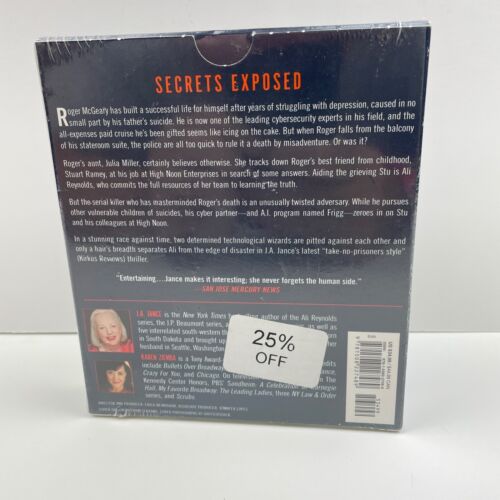 SECRETS EXPOSED
Roger McGeary has built a successful life for himself after years of struggling with depression, caused in no
small part by his father's suicide. He is now one of the leading cybersecurity experts in his field, and the
all-expenses paid cruise he's been gifted seems like icing on the cake. But when Roger falls from the balcony
of his stateroom suite, the police are all too quick to rule it a death by misadventure. Or was it?
Roger's aunt, Julia Miller, certainly believes otherwise. She tracks down Roger's best friend from childhood,
Stuart Ramey, at his job at High Noon Enterprises in search of some answers. Aiding the grieving Stu is Ali
Reynolds, who commits the full resources of her team to learning the truth.
But the serial killer who has masterminded Roger's death is an unusually twisted adversary. While he pursues
other vulnerable children of suicides, his cyber partner—and A.I. program named Frigg—zeroes in on Stu
and his colleagues at High Noon.
In a stunning race against time, two determined technological wizards are pitted against each other and
only a hair's breadth separates Ali from the edge of disaster in J.A. Jance's latest "take-no-prisoners style"
(Kirkus Reviews) thriller.
"Entertaining....Jance makes it interesting; she never forgets the human side."
—SAN JOSE MERCURY NEWS
J.A. JANCE is the New York Times bestselling author of the Ali Reynolds
series, the J.P. Beaumont series, as well as
five interrelated south-western
in South Dakota and brought up
husband in Seattle, Washington
25%
OFF
KAREN ZIEMBA is a Tony Award
include Bullets Over Broadway
Crazy For You, and Chicago. On television
Kennedy Center Honors, PBS' Sondheim: A Celebration at Carnegie
Hall, My Favorite Broadway: The Leading Ladies, three NY Law & Order
series, and Scrubs.